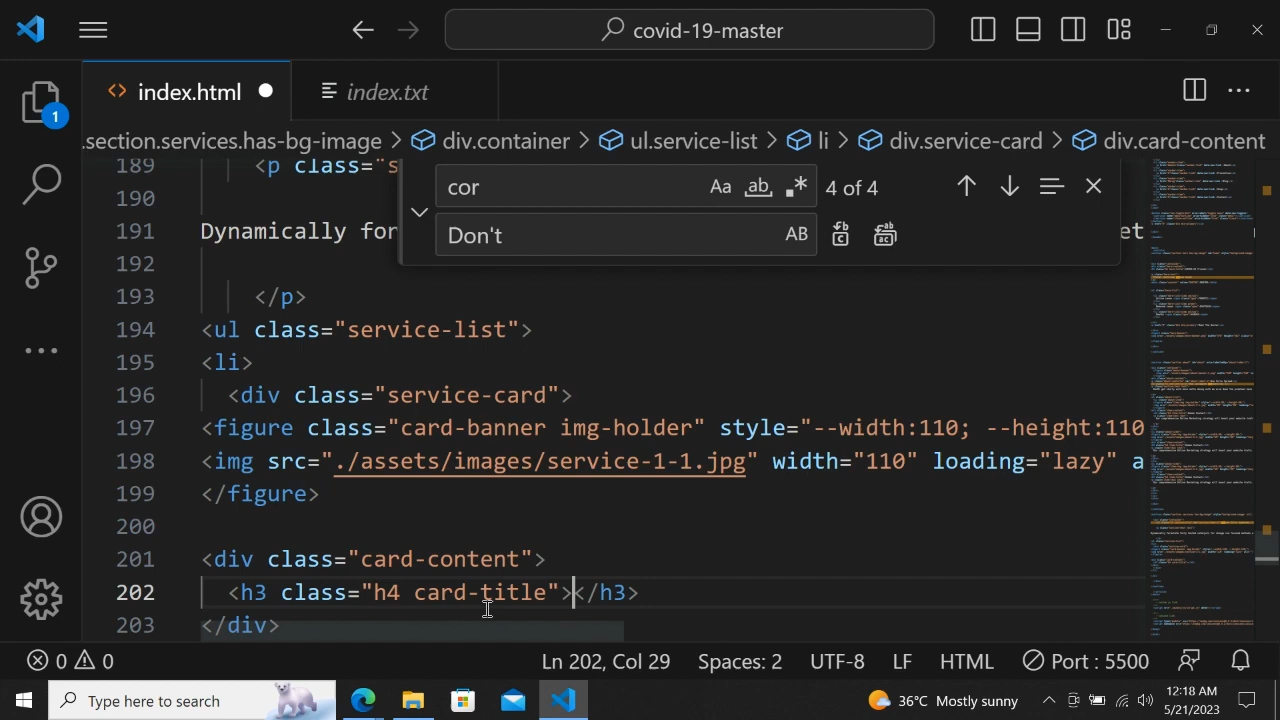 covid-19-master
index.html
index.txt
1
.section.services.has-bg-image > div.container > ul.service-list > li > div.service-card > div.card-content
cor
Aa ab .*
4 of 4
on't
AB
189 <p class="s
190
191 Dynamically for et
192
193 </p>
194 <ul class="service-list">
195 <li>
196 <div class="service-card">
197 <figure class="card-banner img-holder" style="--width:110; --height:110
198 <img src="./assets/images/service-1-1.jpg" width="110" loading="lazy" a
199 </figure>
200
201 <div class="card-content">
202 <h3 class="h4 card-title" ></h3>
203 </div>
0 0
Ln 202, Col 29
Spaces: 2
UTF-8
LF
HTML
Port : 5500
Type here to search
36°C Mostly sunny
12:18 AM
5/21/2023